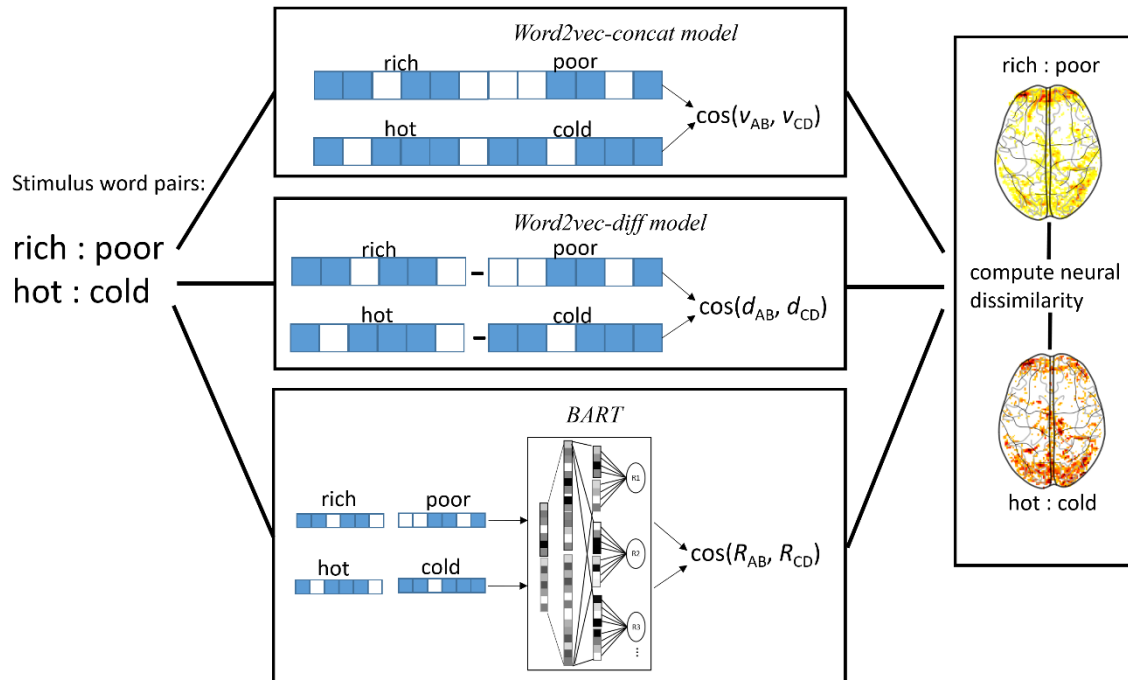 Stimulus word pairs:
rich : poor
hot : cold
Word2vec-concat model
rich poor
hot cold
cos(vAB, vCD)
Word2vec-diff model
rich poor
-
hot cold
-
cos(dAB, dCD)
BART
rich poor
hot cold
R1
R2
R3
...
cos(RAB, RCD)
rich : poor
compute neural
dissimilarity
hot : cold